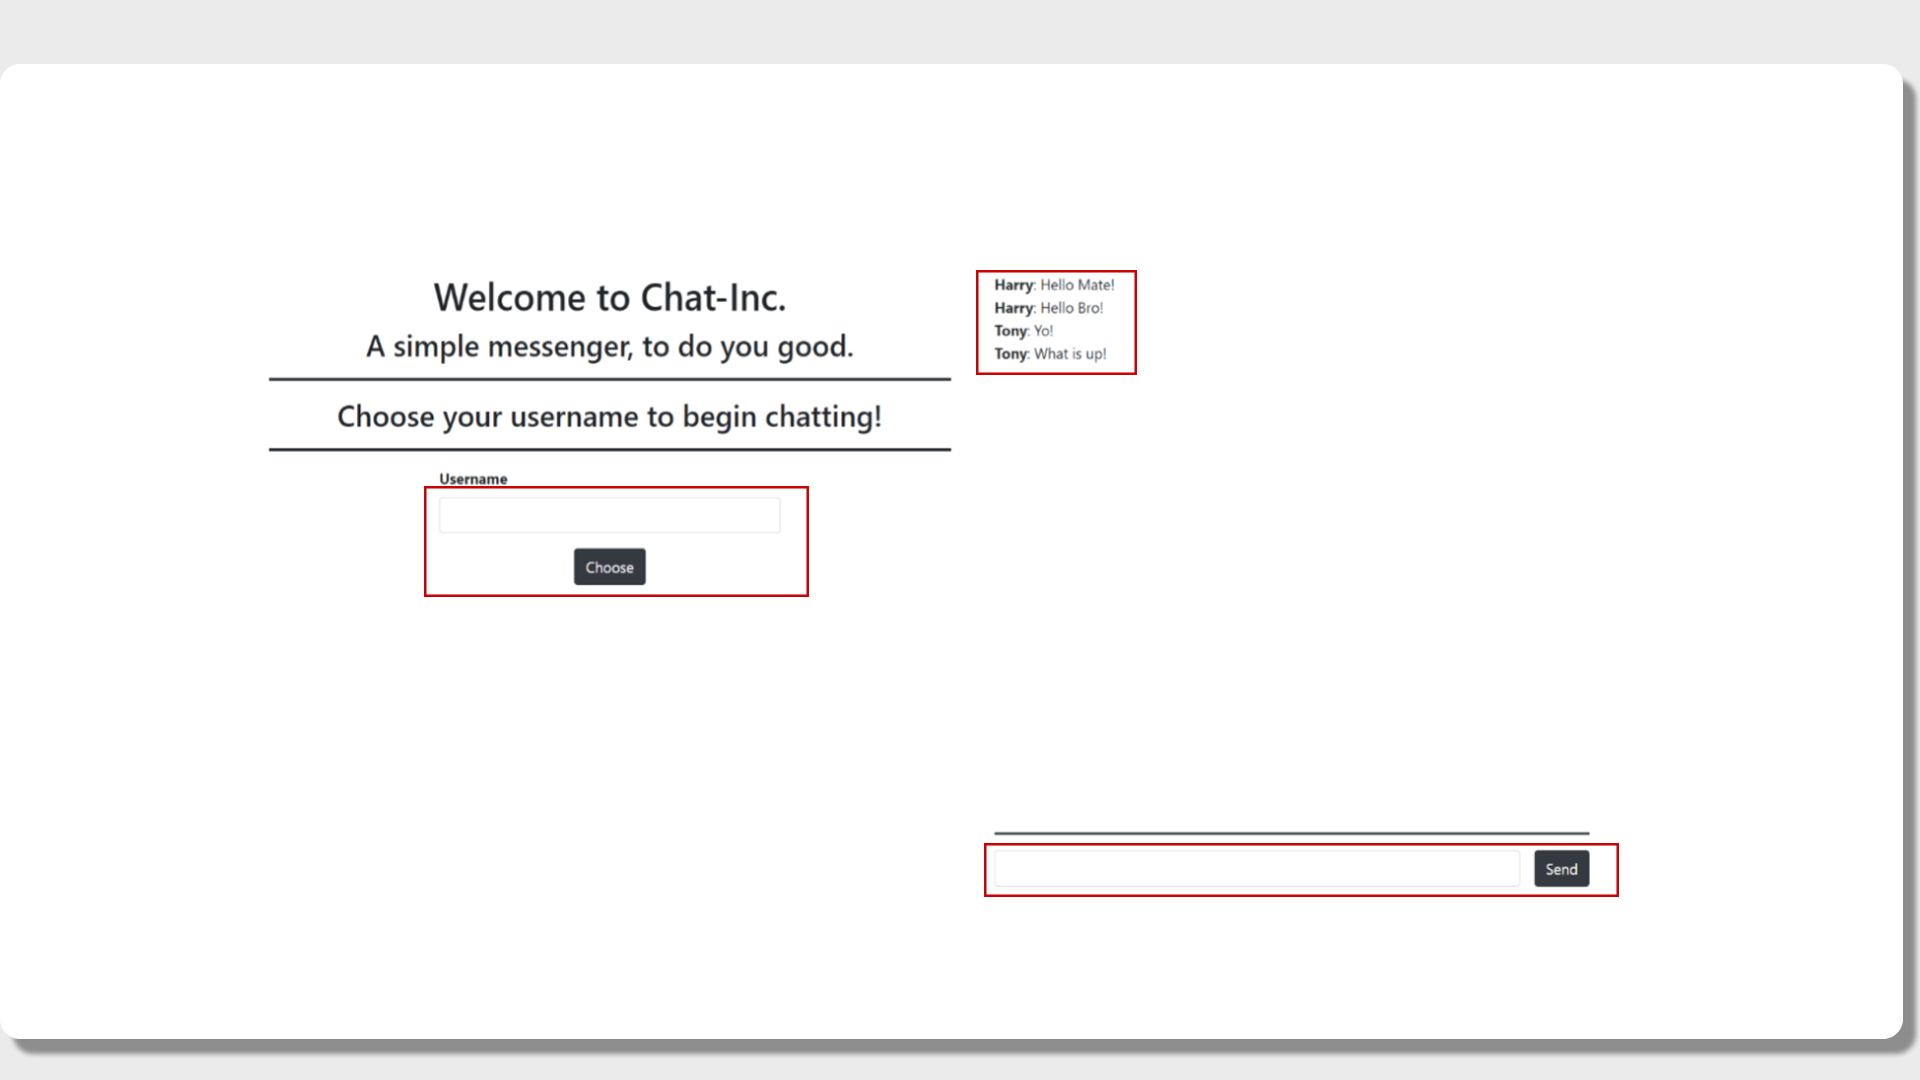 Welcome to Chat-Inc.
A simple messenger, to do you good.
Choose your username to begin chatting!
Username
Choose
Harry: Hello Mate!
Harry: Hello Bro!
Tony: Yo!
Tony: What is up!
Send